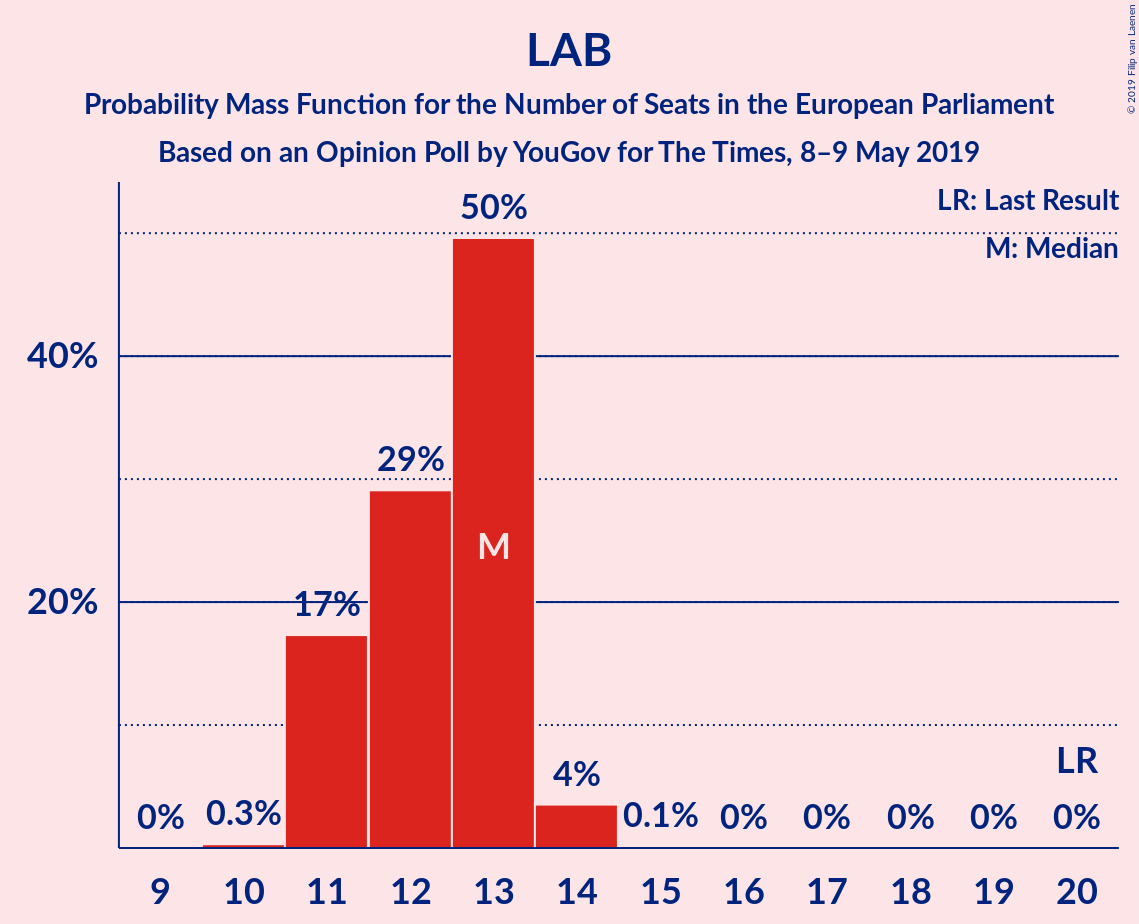 LAB
Probability Mass Function for the Number of Seats in the European Parliament
Based on an Opinion Poll by YouGov for The Times, 8–9 May 2019
© 2019 Filip van Laenen
LR: Last Result
M: Median
50%
40%
29%
M
20%
17%
LR
4%
0% 0.3% 0.1% 0% 0% 0% 0% 0%
9 10 11 12 13 14 15 16 17 18 19 20